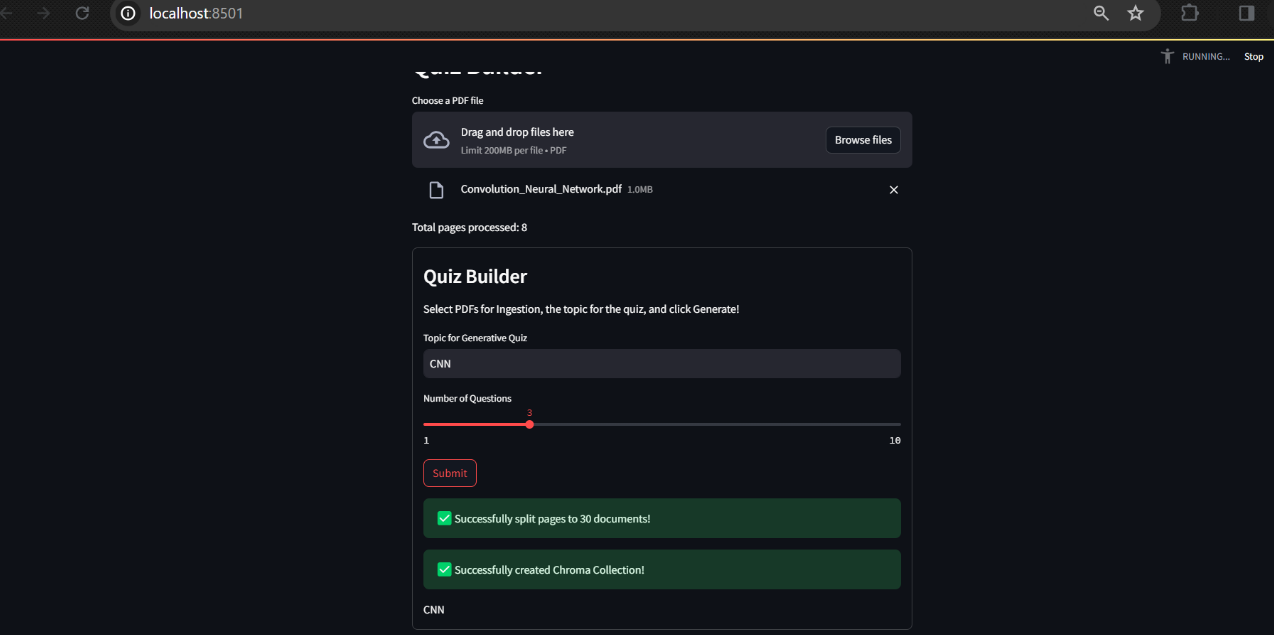 localhost:8501
RUNNING... Stop
Quiz Builder
Choose a PDF file
Drag and drop files here
Limit 200MB per file • PDF
Browse files
Convolution_Neural_Network.pdf 1.0MB
Total pages processed: 8
Quiz Builder
Select PDFs for Ingestion, the topic for the quiz, and click Generate!
Topic for Generative Quiz
CNN
Number of Questions
3
1 10
Submit
Successfully split pages to 30 documents!
Successfully created Chroma Collection!
CNN